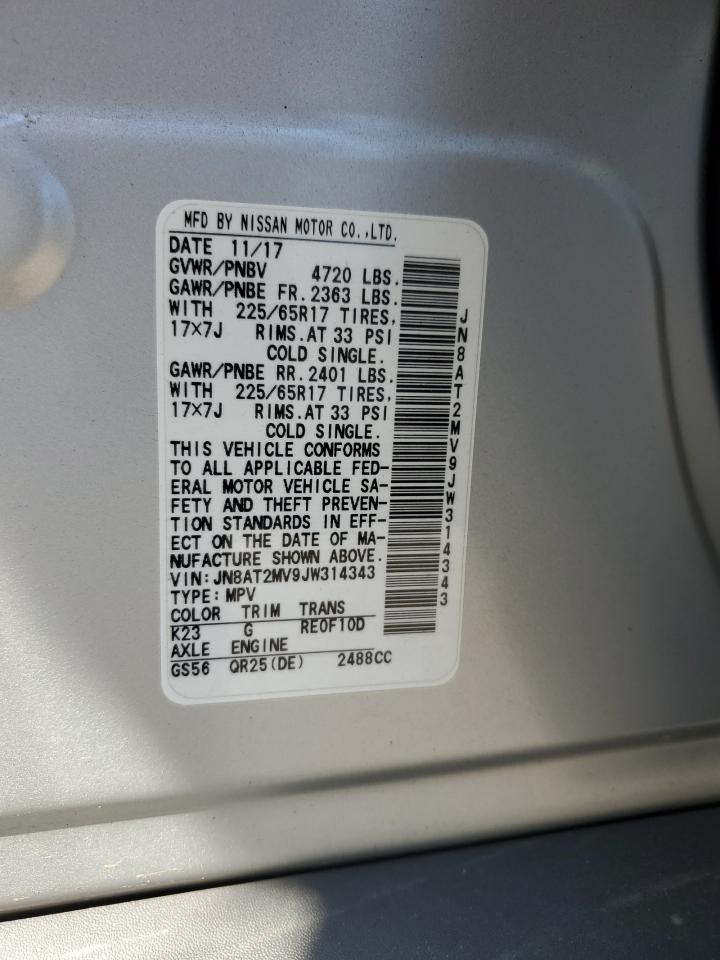 MFD BY NISSAN MOTOR CO.,LTD.
DATE 11/17
GVWR/PNBV 4720 LBS.
GAWR/PNBE FR.2363 LBS.
WITH 225/65R17 TIRES,
17×7J RIMS.AT 33 PSI
COLD SINGLE.
GAWR/PNBE RR.2401 LBS.
WITH 225/65R17 TIRES,
17×7J RIMS.AT 33 PSI
COLD SINGLE.
THIS VEHICLE CONFORMS
TO ALL APPLICABLE FED-
ERAL MOTOR VEHICLE SA-
FETY AND THEFT PREVEN-
TION STANDARDS IN EFF-
ECT ON THE DATE OF MA-
NUFACTURE SHOWN ABOVE.
VIN:JN8AT2MV9JW314343
TYPE:MPV
COLOR TRIM TRANS
K23 G RE0F10D
AXLE ENGINE
GS56 QR25(DE) 2488CC
JN8AT2MV9JW314343